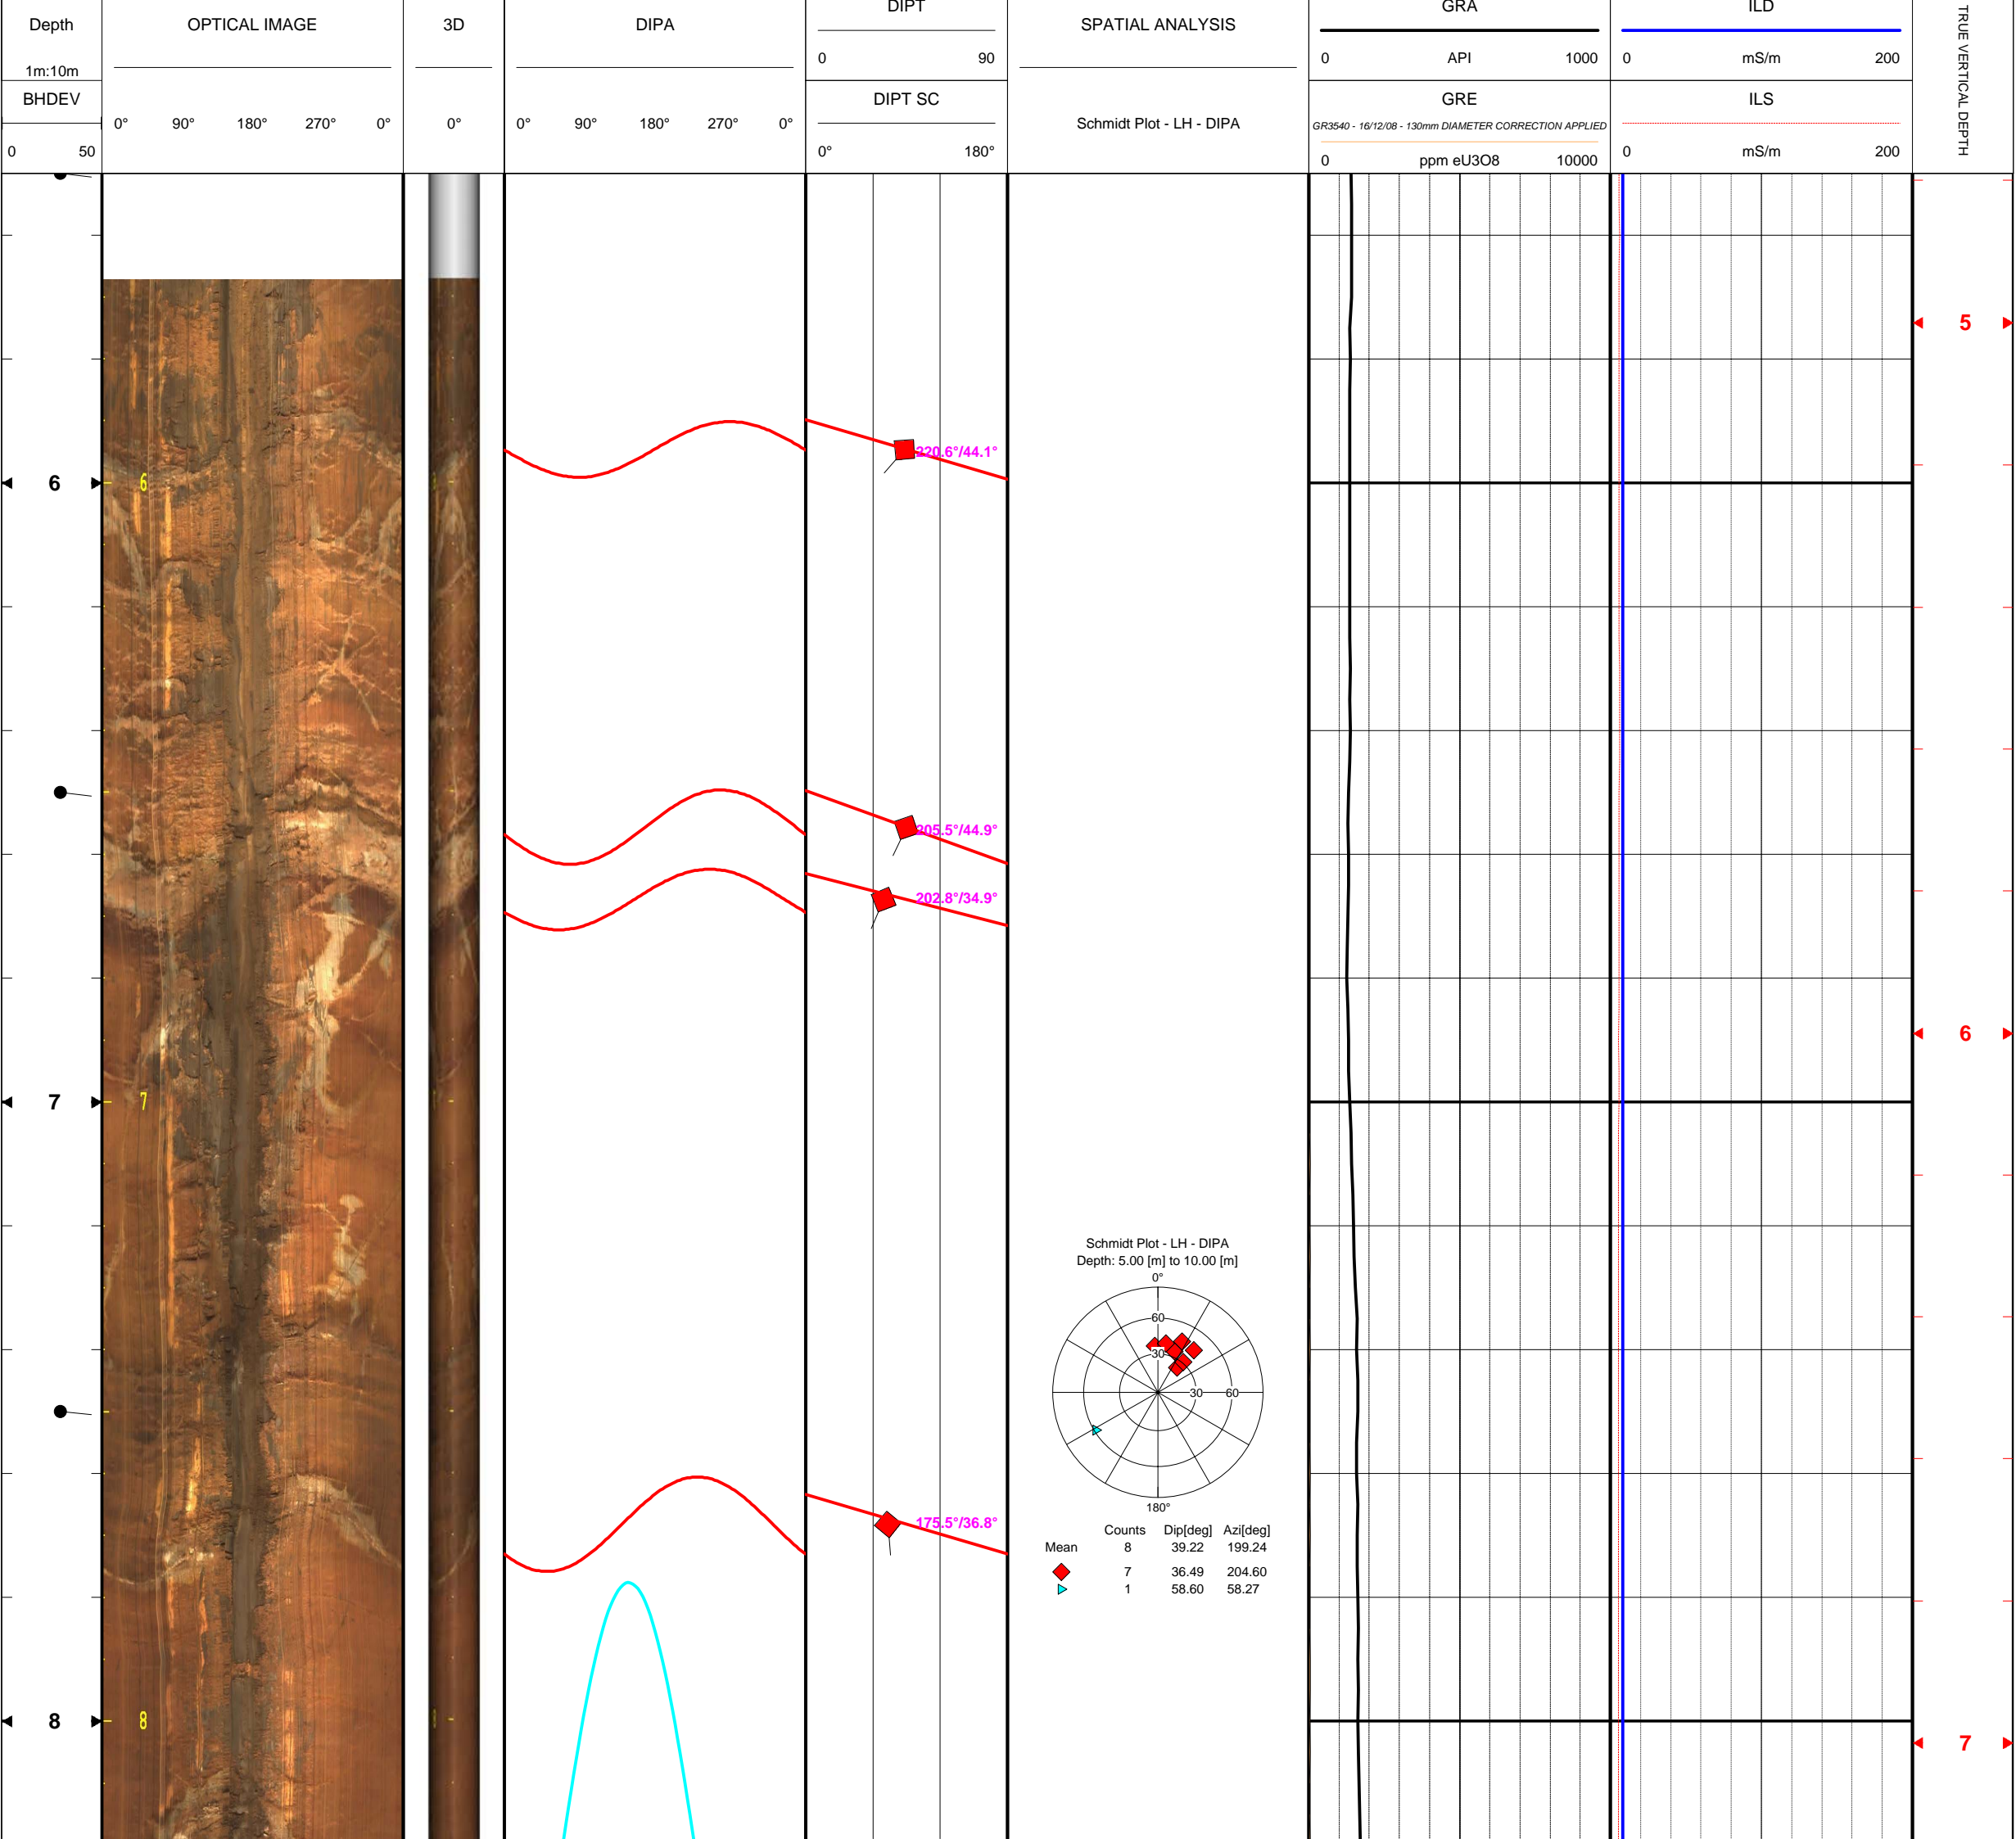 Depth
1m:10m
BHDEV
0 50
OPTICAL IMAGE
0° 90° 180° 270° 0°
3D
0°
DIPA
0° 90° 180° 270° 0°
DIPT
0 90
DIPT SC
0° 180°
SPATIAL ANALYSIS
Schmidt Plot - LH - DIPA
GRA
0 API 1000
GRE
GR3540 - 16/12/08 - 130mm DIAMETER CORRECTION APPLIED
0 ppm eU3O8 10000
ILD
0 mS/m 200
ILS
0 mS/m 200
TRUE VERTICAL DEPTH
5
220.6°/44.1°
6 6
205.5°/44.9°
202.8°/34.9°
6
7 7
Schmidt Plot - LH - DIPA
Depth: 5.00 [m] to 10.00 [m]
0°
60
30
30 60
180°
Counts Dip[deg] Azi[deg]
Mean 8 39.22 199.24
7 36.49 204.60
1 58.60 58.27
175.5°/36.8°
8 8
7